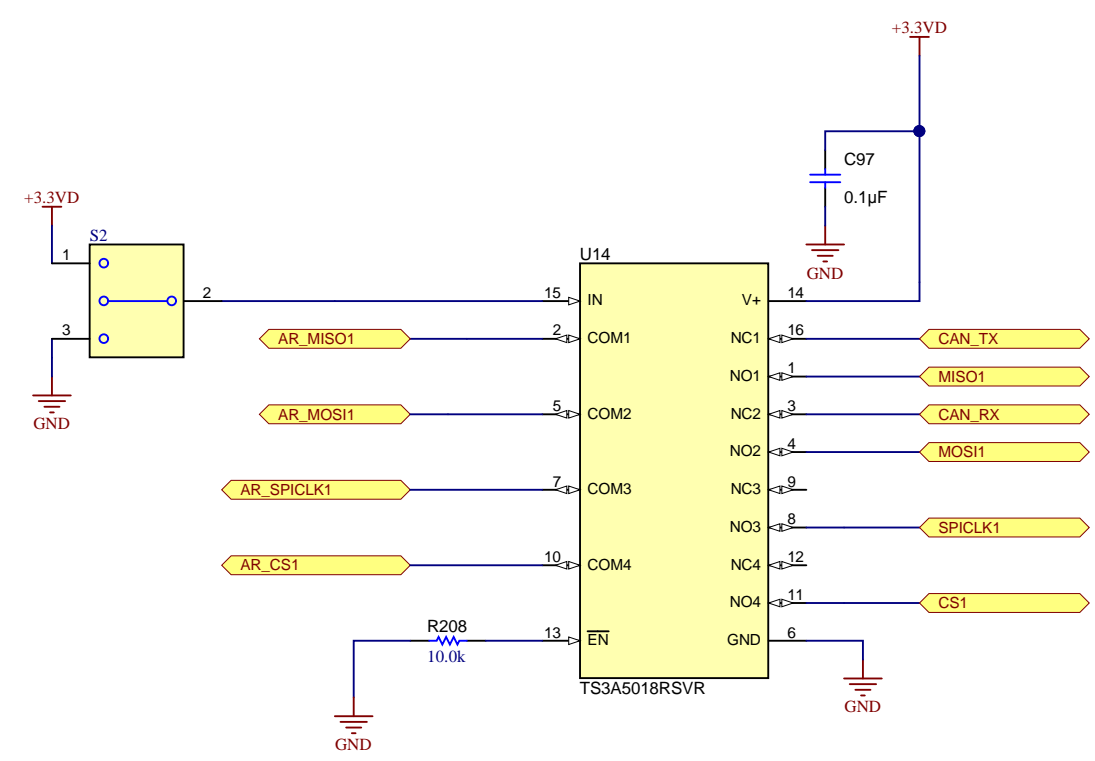 +3.3VD
C97
0.1µF
GND
+3.3VD
S2
1
2
3
GND
U14
15 IN V+ 14
AR_MISO1 2 COM1 NC1 16 CAN_TX
NO1 1 MISO1
AR_MOSI1 5 COM2 NC2 3 CAN_RX
NO2 4 MOSI1
AR_SPICLK1 7 COM3 NC3 9
NO3 8 SPICLK1
AR_CS1 10 COM4 NC4 12
NO4 11 CS1
R208
10.0k
13 EN GND 6
TS3A5018RSVR
GND
GND